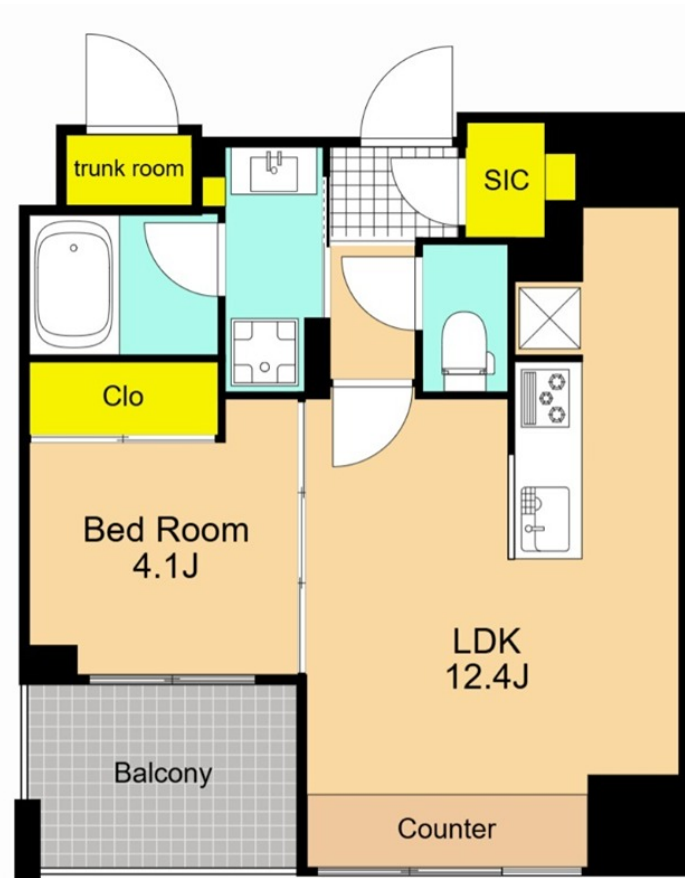 trunk room
SIC
Clo
Bed Room
4.1J
LDK
12.4J
Balcony
Counter